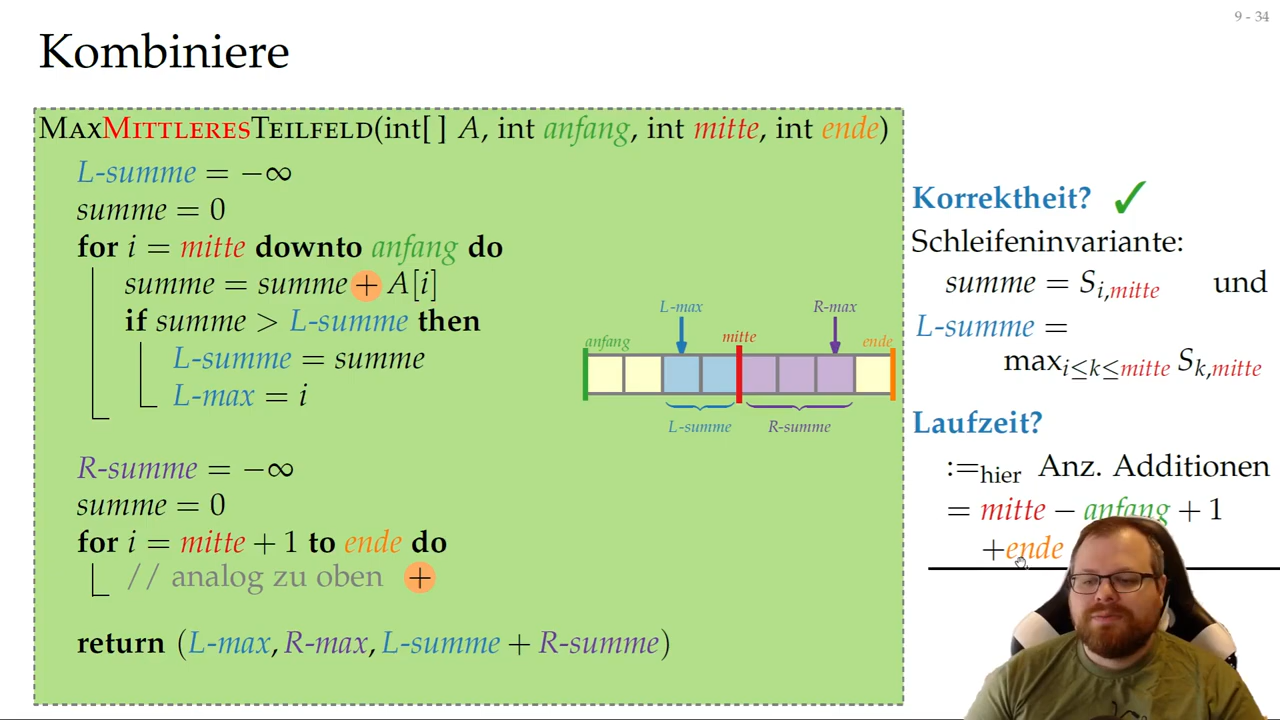 9 - 34
Kombiniere
MaxMittleresTeilfeld(int[ ] A, int anfang, int mitte, int ende)
L-summe = −∞
summe = 0
for i = mitte downto anfang do
summe = summe + A[i]
if summe > L-summe then
L-summe = summe
L-max = i
R-summe = −∞
summe = 0
for i = mitte + 1 to ende do
// analog zu oben +
return (L-max, R-max, L-summe + R-summe)
L-max R-max
anfang mitte ende
L-summe R-summe
Korrektheit? ✓
Schleifeninvariante:
summe = S_{i,mitte} und
L-summe =
max_{i≤k≤mitte} S_{k,mitte}
Laufzeit?
:=_{hier} Anz. Additionen
= mitte − anfang + 1
+ende